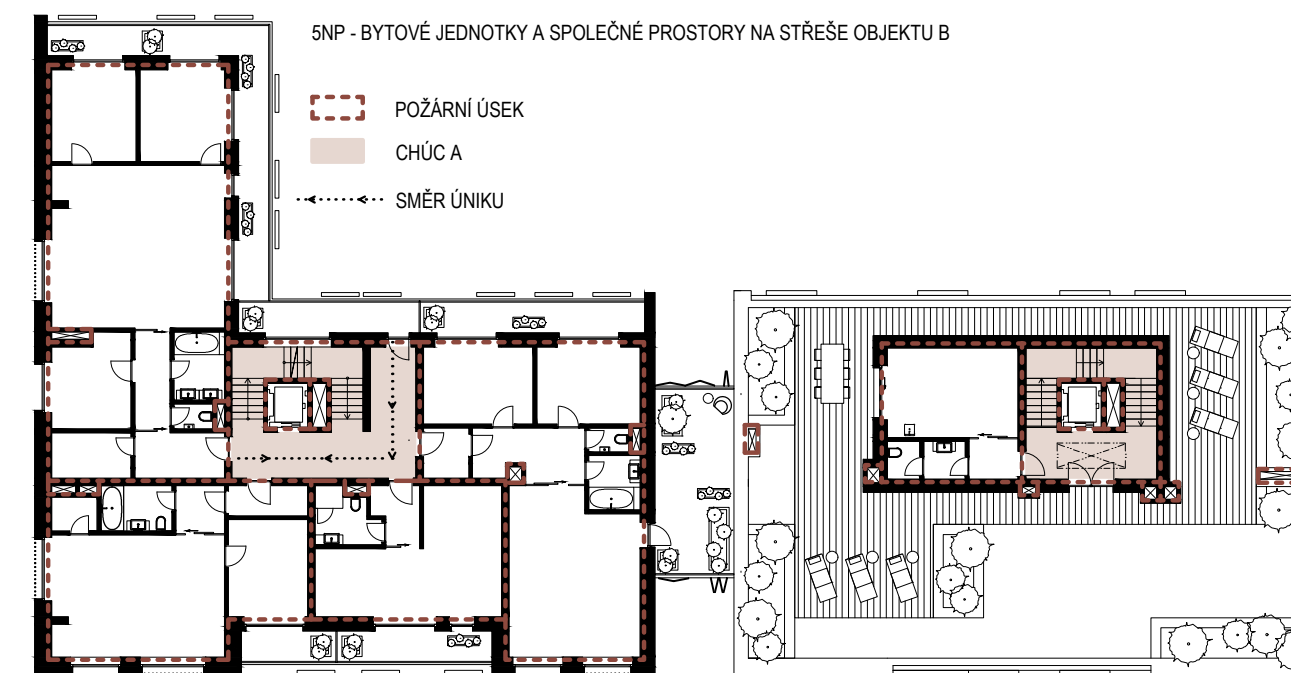 5NP - BYTOVÉ JEDNOTKY A SPOLEČNÉ PROSTORY NA STŘEŠE OBJEKTU B
POŽÁRNÍ ÚSEK
CHÚC A
SMĚR ÚNIKU